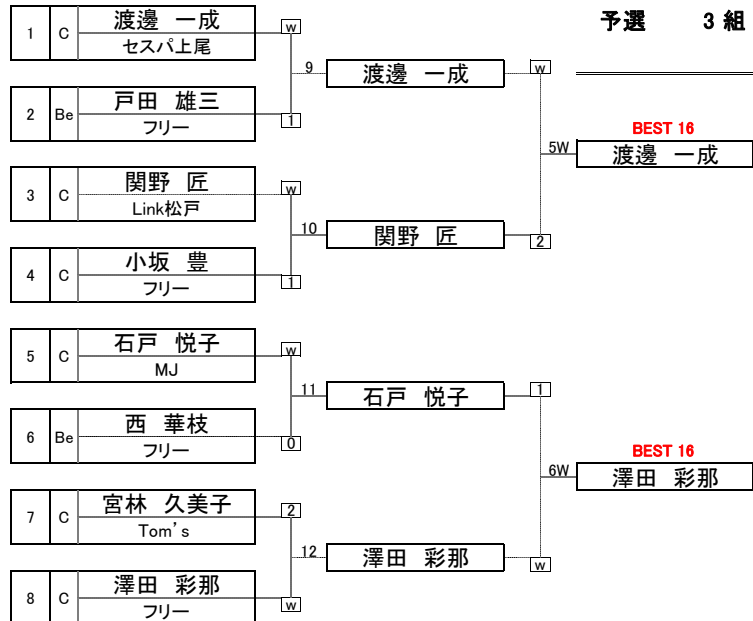 予選 3 組
1 C 渡邊 一成
セスパ上尾
w
9 渡邊 一成
w
2 Be 戸田 雄三
フリー
1
BEST 16
5W 渡邊 一成
3 C 関野 匠
Link松戸
w
10 関野 匠
2
4 C 小坂 豊
フリー
1
5 C 石戸 悦子
MJ
w
11 石戸 悦子
1
6 Be 西 華枝
フリー
0
BEST 16
6W 澤田 彩那
7 C 宮林 久美子
Tom's
2
12 澤田 彩那
w
8 C 澤田 彩那
フリー
w